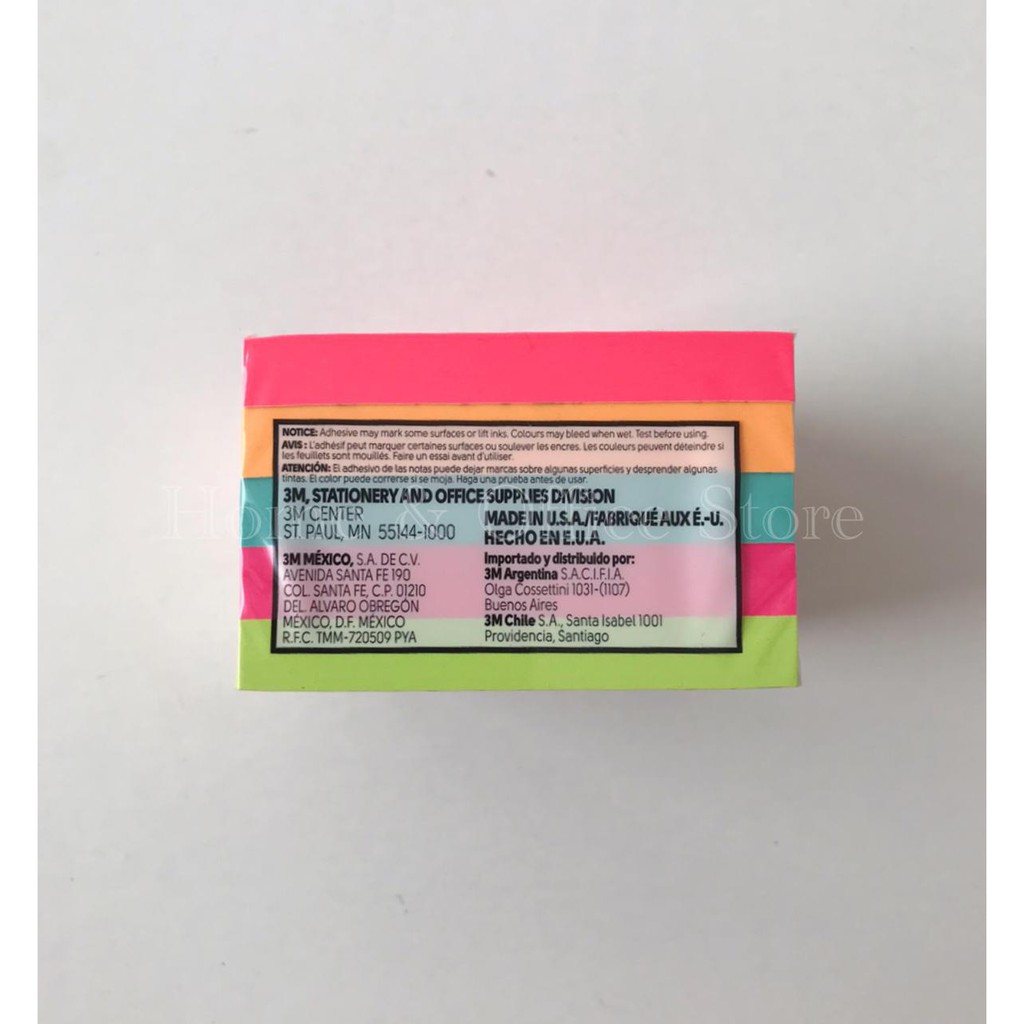 NOTICE: Adhesive may mark some surfaces or lift inks. Colours may bleed when wet. Test before using.
AVIS : L'adhésif peut marquer certaines surfaces ou soulever les encres. Les couleurs peuvent déteindre si
les feuillets sont mouillés. Faire un essai avant d'utiliser.
ATENCIÓN: El adhesivo de las notas puede dejar marcas sobre algunas superficies y desprender algunas
tintas. El color puede correrse si se moja. Haga una prueba antes de usar.
3M, STATIONERY AND OFFICE SUPPLIES DIVISION
3M CENTER
ST. PAUL, MN 55144-1000
MADE IN U.S.A./FABRIQUÉ AUX É.-U.
HECHO EN E.U.A.
Home & Office Store
3M MÉXICO, S.A. DE C.V.
AVENIDA SANTA FE 190
COL. SANTA FE, C.P. 01210
DEL. ALVARO OBREGÓN
MÉXICO, D.F. MÉXICO
R.F.C. TMM-720509 PYA
Importado y distribuido por:
3M Argentina S.A.C.I.F.I.A.
Olga Cossettini 1031-(1107)
Buenos Aires
3M Chile S.A., Santa Isabel 1001
Providencia, Santiago